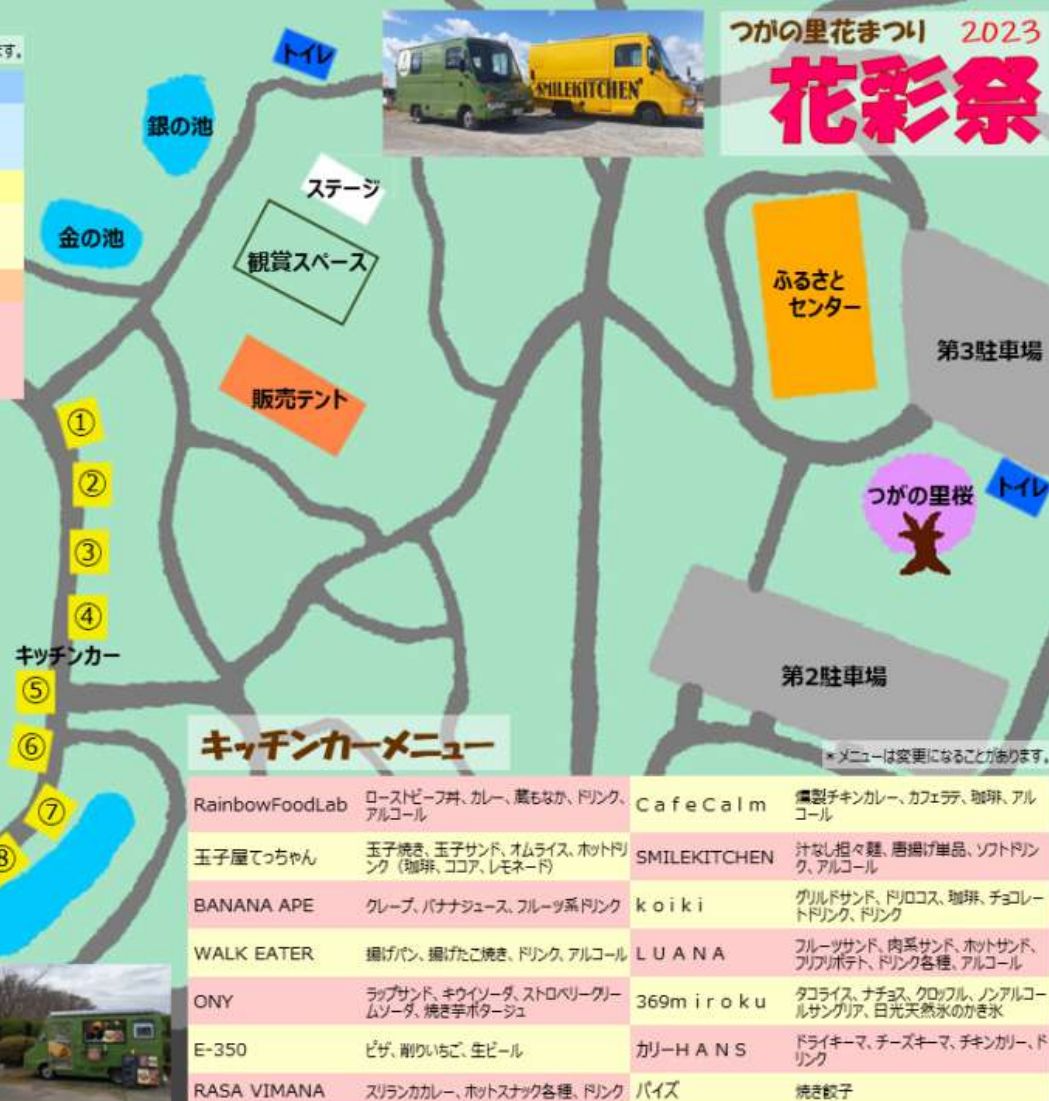 す。
トイレ
つがの里花まつり 2023
花彩祭
SMILEKITCHEN
銀の池
ステージ
金の池
観賞スペース
ふるさと
センター
第3駐車場
販売テント
①
②
つがの里桜
トイレ
③
④
キッチンカー
⑤
第2駐車場
⑥
⑦
⑧
キッチンカーメニュー
*メニューは変更になることがあります。
RainbowFoodLab
ローストビーフ丼、カレー、蔵もなか、ドリンク、
アルコール
CafeCalm
燻製チキンカレー、カフェラテ、珈琲、アル
コール
玉子屋てっちゃん
玉子焼き、玉子サンド、オムライス、ホットドリ
ンク（珈琲、ココア、レモネード）
SMILEKITCHEN
汁なし担々麺、唐揚げ単品、ソフトドリン
ク、アルコール
BANANA APE
クレープ、バナナジュース、フルーツ系ドリンク
koiki
グリルドサンド、ドリロコス、珈琲、チョコレー
トドリンク、ドリンク
WALK EATER
揚げパン、揚げたこ焼き、ドリンク、アルコール
LUANA
フルーツサンド、肉系サンド、ホットサンド、
フリフリポテト、ドリンク各種、アルコール
ONY
ラップサンド、キウイソーダ、ストロベリークリー
ムソーダ、焼き芋ポタージュ
369miroku
タコライス、ナチョス、クロッフル、ノンアルコー
ルサングリア、日光天然氷のかき氷
E-350
ピザ、削りいちご、生ビール
カリーHANS
ドライキーマ、チーズキーマ、チキンカリー、ド
リンク
RASA VIMANA
スリランカカレー、ホットスナック各種、ドリンク
パイズ
焼き餃子